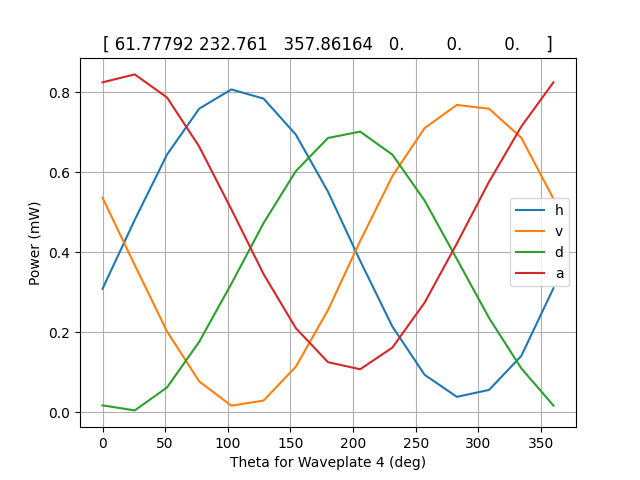 [ 61.77792 232.761 357.86164 0. 0. 0. ]
Power (mW)
0.8
0.6
0.4
0.2
0.0
h
v
d
a
0 50 100 150 200 250 300 350
Theta for Waveplate 4 (deg)